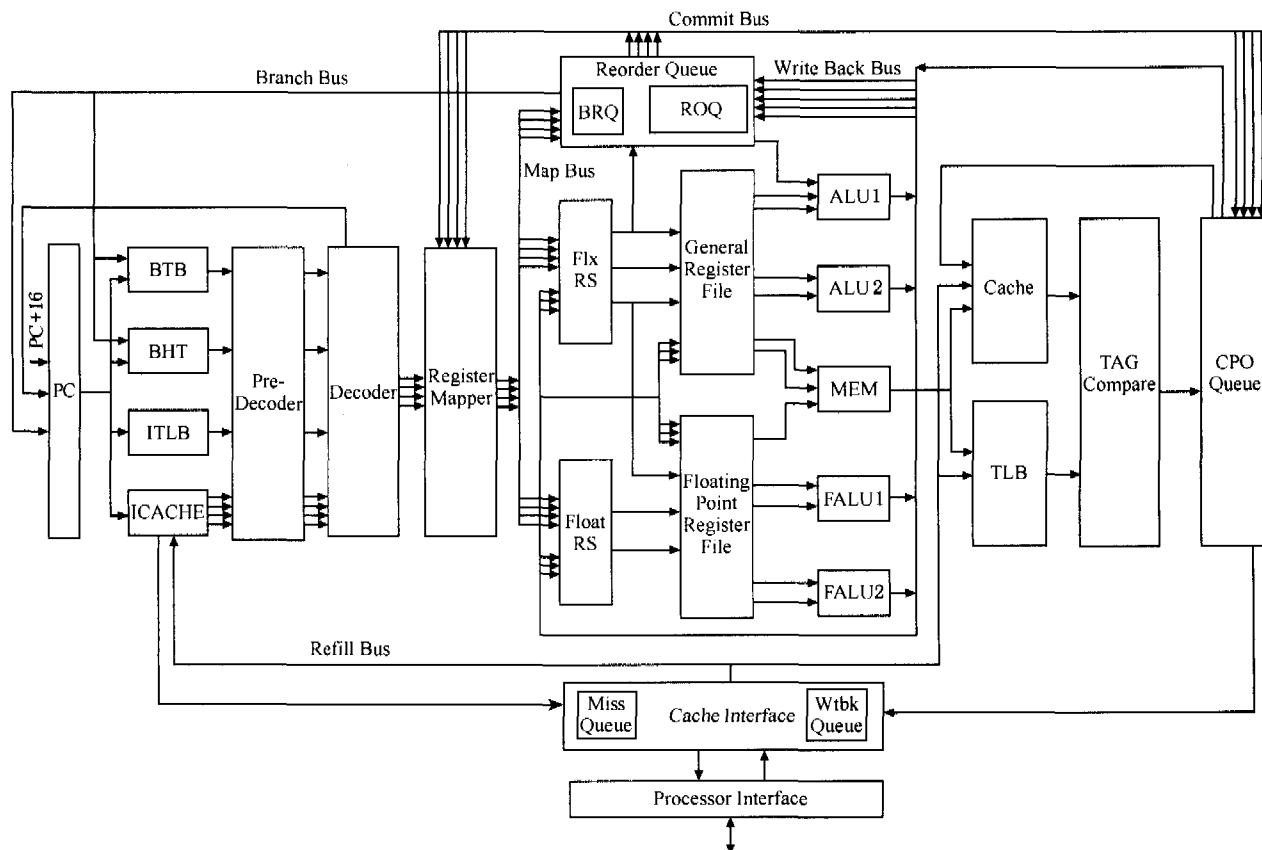 Commit Bus
Reorder Queue
Write Back Bus
Branch Bus
BRQ
ROQ
Map Bus
ALU1
Flx
RS
General
Register
File
BTB
ALU2
Cache
PC+16
BHT
PC
Pre-
Decoder
Decoder
Register
Mapper
MEM
TAG
Compare
CPO
Queue
ITLB
TLB
ICACHE
Float
RS
Floating
Point
Register
File
FALU1
FALU2
Refill Bus
Miss
Queue
Cache Interface
Wtbk
Queue
Processor Interface